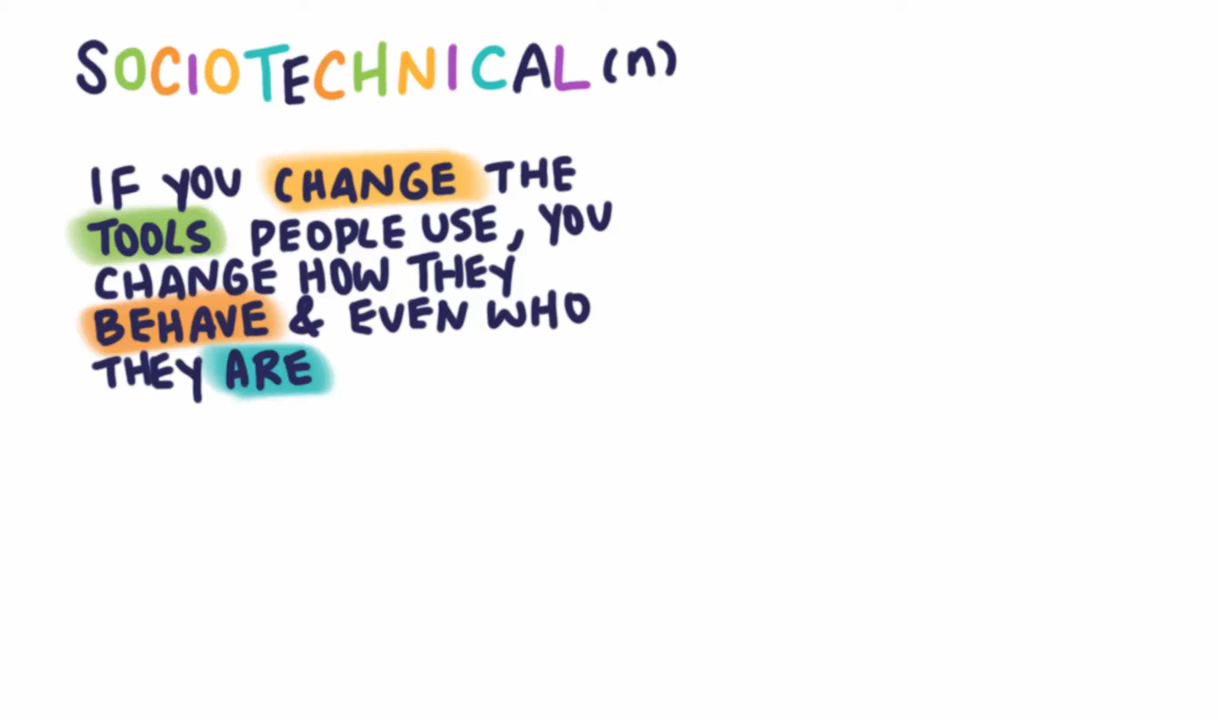 SOCIOTECHNICAL (n)
IF YOU CHANGE THE
TOOLS PEOPLE USE, YOU
CHANGE HOW THEY
BEHAVE & EVEN WHO
THEY ARE